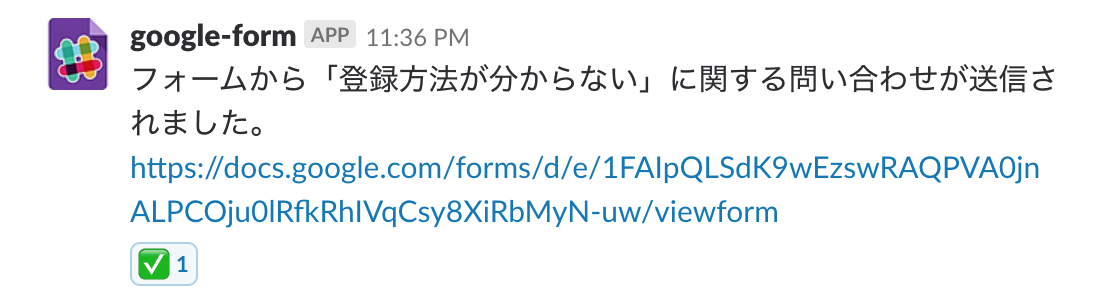 google-form APP 11:36 PM
フォームから「登録方法が分からない」に関する問い合わせが送信さ
れました。
https://docs.google.com/forms/d/e/1FAIpQLSdK9wEzswRAQPVA0jn
ALPCOju0lRfkRhIVqCsy8XiRbMyN-uw/viewform
✅ 1